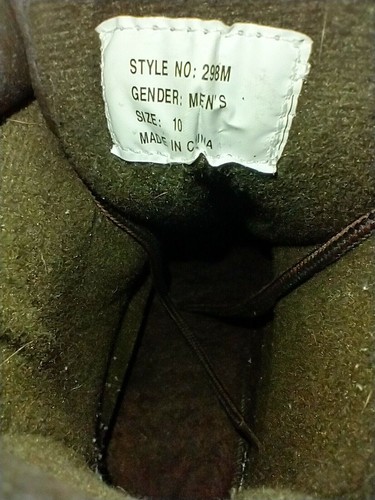 STYLE NO: 298M
GENDER: MEN'S
SIZE: 10
MADE IN CHINA